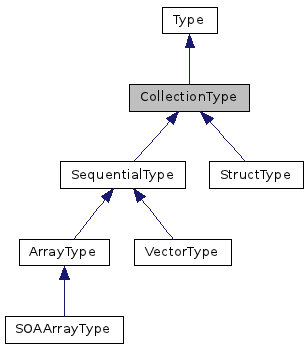 Type
CollectionType
SequentialType
StructType
ArrayType
VectorType
SOAArrayType